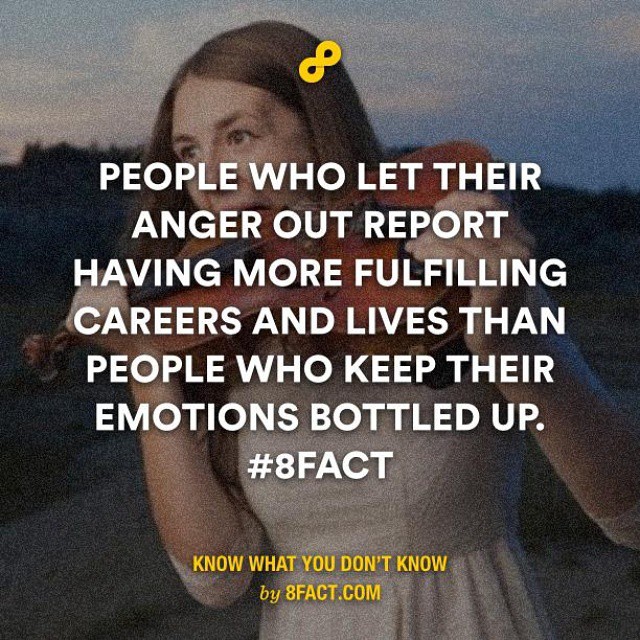 PEOPLE WHO LET THEIR
ANGER OUT REPORT
HAVING MORE FULFILLING
CAREERS AND LIVES THAN
PEOPLE WHO KEEP THEIR
EMOTIONS BOTTLED UP.
#8FACT
KNOW WHAT YOU DON'T KNOW
by 8FACT.COM